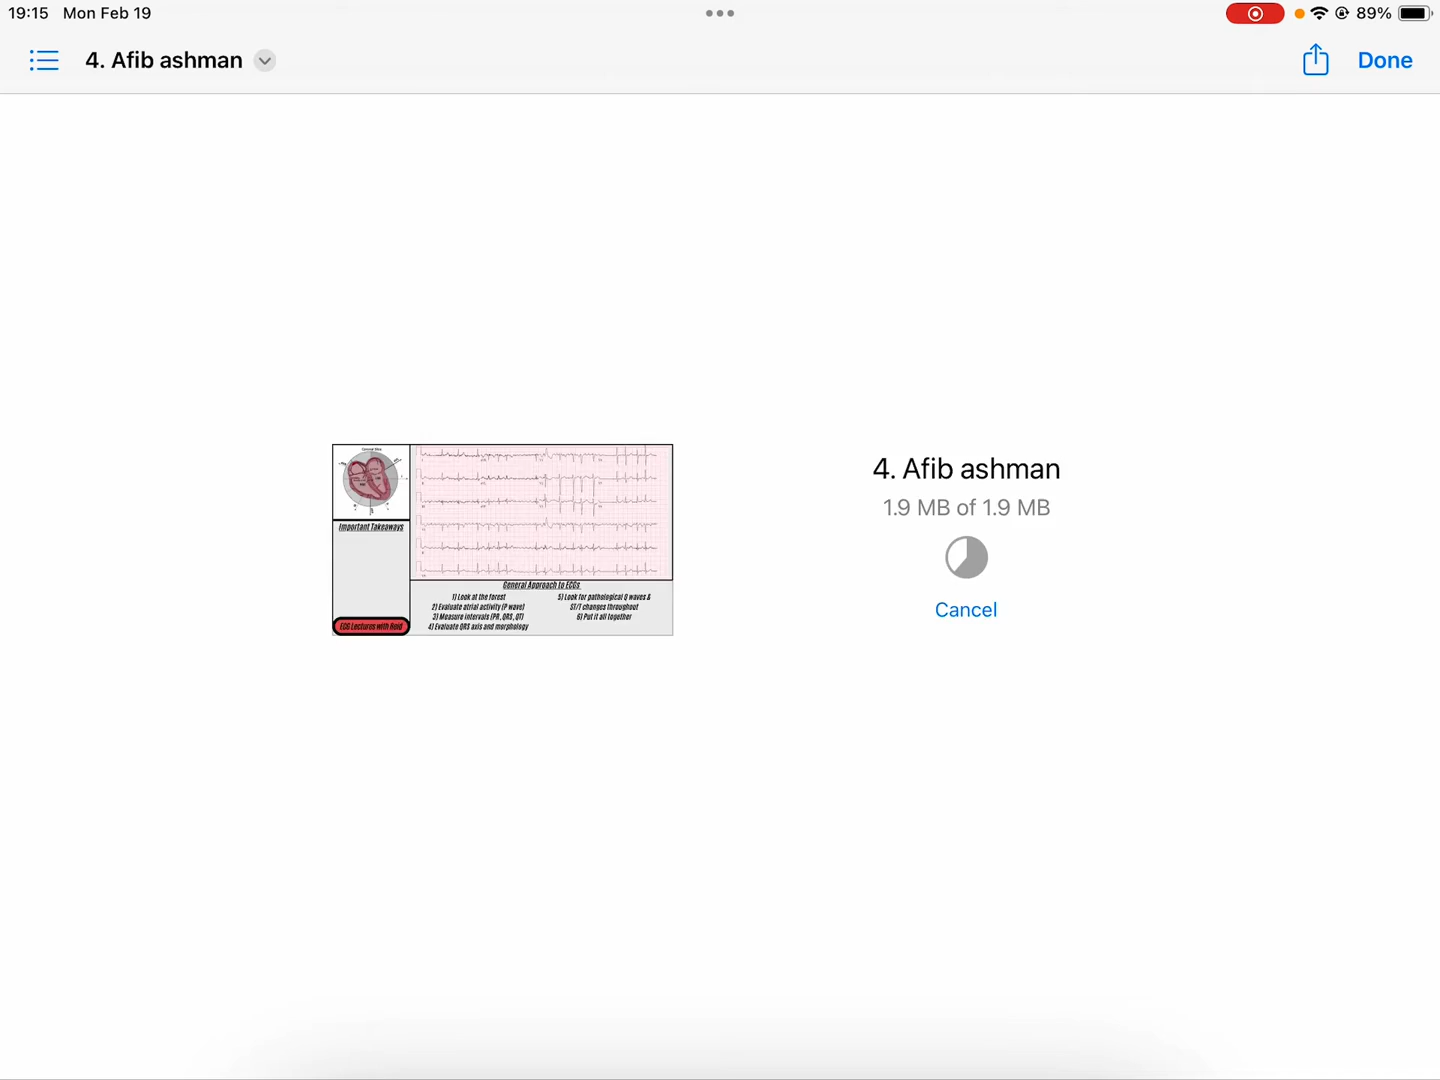 19:15 Mon Feb 19
89%
4. Afib ashman
Done
Important Takeaways
ECG Lectures with Reid
General Approach to ECGs
1) Look at the forest
2) Evaluate atrial activity (P wave)
3) Measure intervals (PR, QRS, QT)
4) Evaluate QRS axis and morphology
5) Look for pathological Q waves &
ST/T changes throughout
6) Put it all together
4. Afib ashman
1.9 MB of 1.9 MB
Cancel